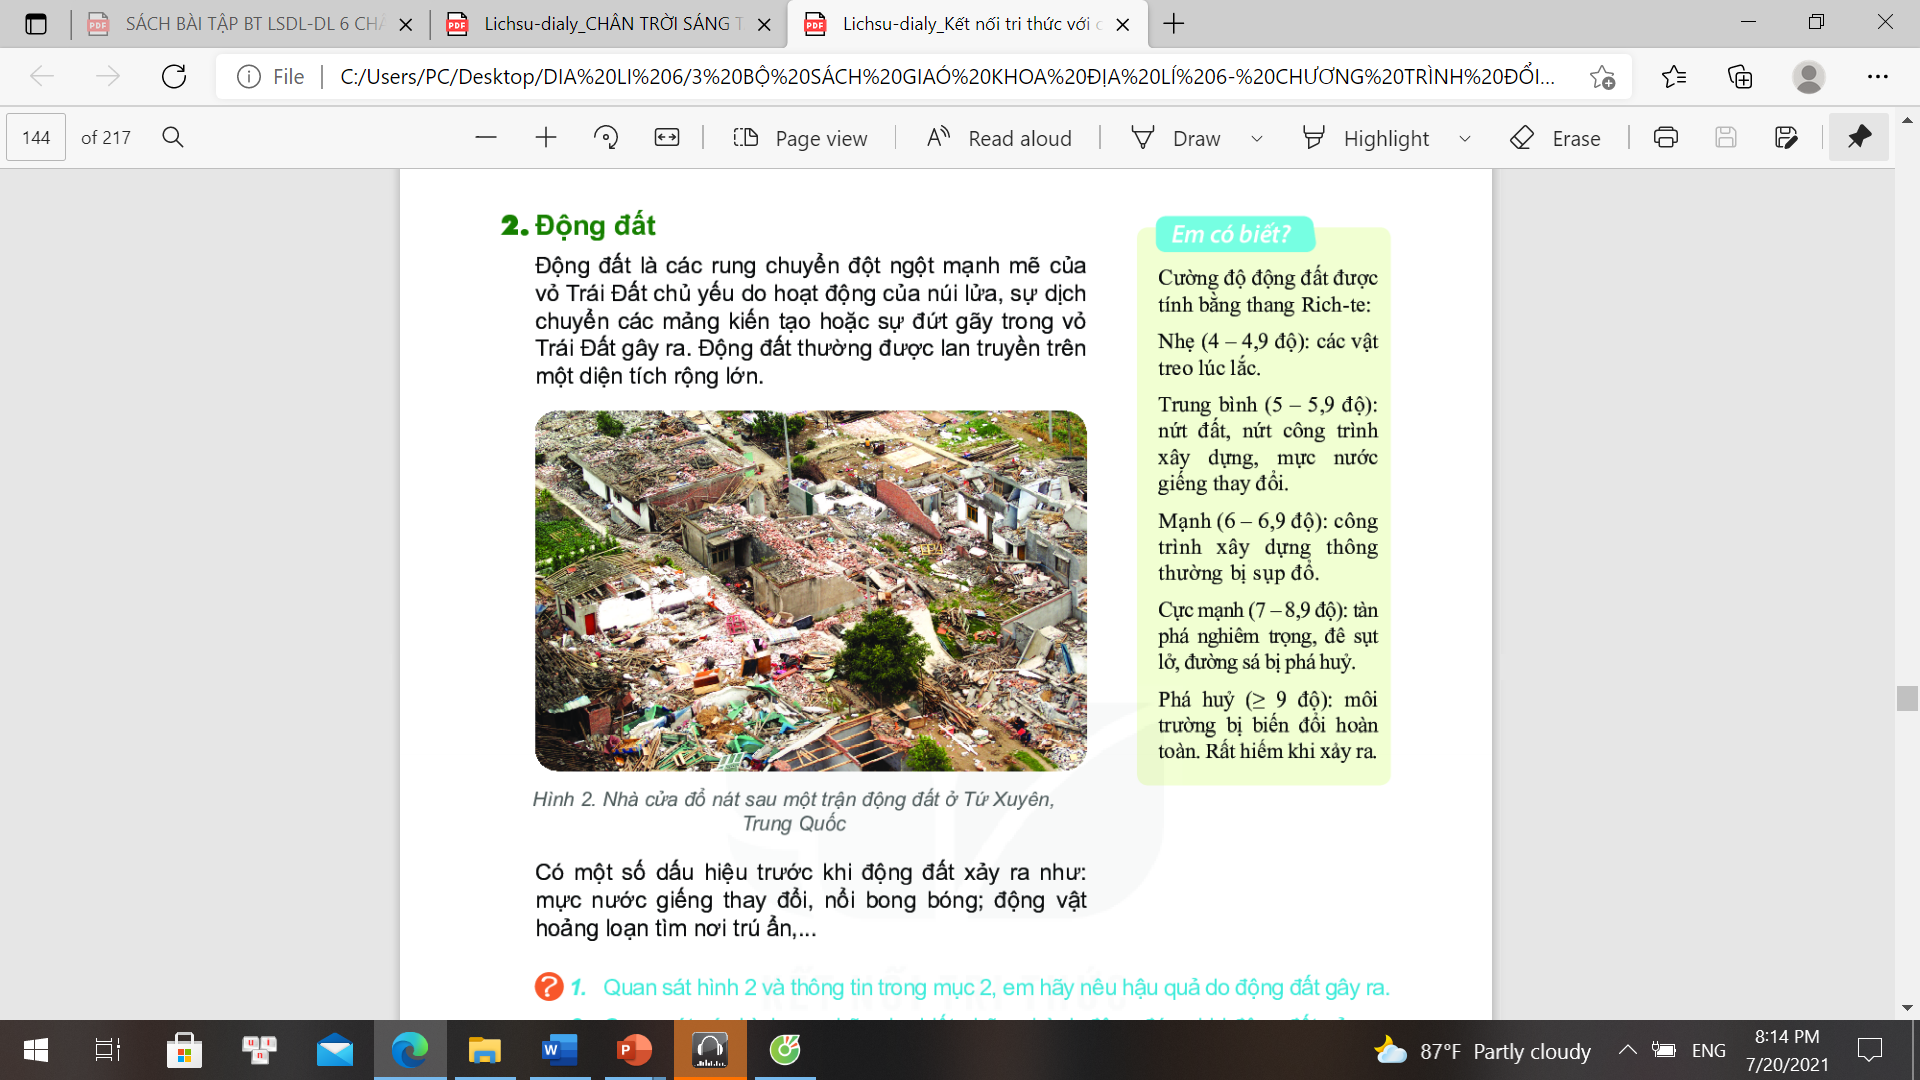 SÁCH BÀI TẬP BT LSDL-DL 6 CHÂ
Lichsu-dialy_CHÂN TRỜI SÁNG T
Lichsu-dialy_Kết nối tri thức với c
File
C:/Users/PC/Desktop/DIA%20LI%206/3%20BỘ%20SÁCH%20GIAÓ%20KHOA%20ĐỊA%20LÍ%206-%20CHƯƠNG%20TRÌNH%20ĐỔI...
144 of 217
Page view
Read aloud
Draw
Highlight
Erase
2. Động đất
Động đất là các rung chuyển đột ngột mạnh mẽ của
vỏ Trái Đất chủ yếu do hoạt động của núi lửa, sự dịch
chuyển các mảng kiến tạo hoặc sự đứt gãy trong vỏ
Trái Đất gây ra. Động đất thường được lan truyền trên
một diện tích rộng lớn.
Hình 2. Nhà cửa đổ nát sau một trận động đất ở Tứ Xuyên,
Trung Quốc
Có một số dấu hiệu trước khi động đất xảy ra như:
mực nước giếng thay đổi, nổi bong bóng; động vật
hoảng loạn tìm nơi trú ẩn,...
Em có biết?
Cường độ động đất được
tính bằng thang Rich-te:
Nhẹ (4 – 4,9 độ): các vật
treo lúc lắc.
Trung bình (5 – 5,9 độ):
nứt đất, nứt công trình
xây dựng, mực nước
giếng thay đổi.
Mạnh (6 – 6,9 độ): công
trình xây dựng thông
thường bị sụp đổ.
Cực mạnh (7 – 8,9 độ): tàn
phá nghiêm trọng, đê sụt
lở, đường sá bị phá huỷ.
Phá huỷ (≥ 9 độ): môi
trường bị biến đổi hoàn
toàn. Rất hiếm khi xảy ra.
? 1. Quan sát hình 2 và thông tin trong mục 2, em hãy nêu hậu quả do động đất gây ra.
87°F Partly cloudy
ENG
8:14 PM
7/20/2021